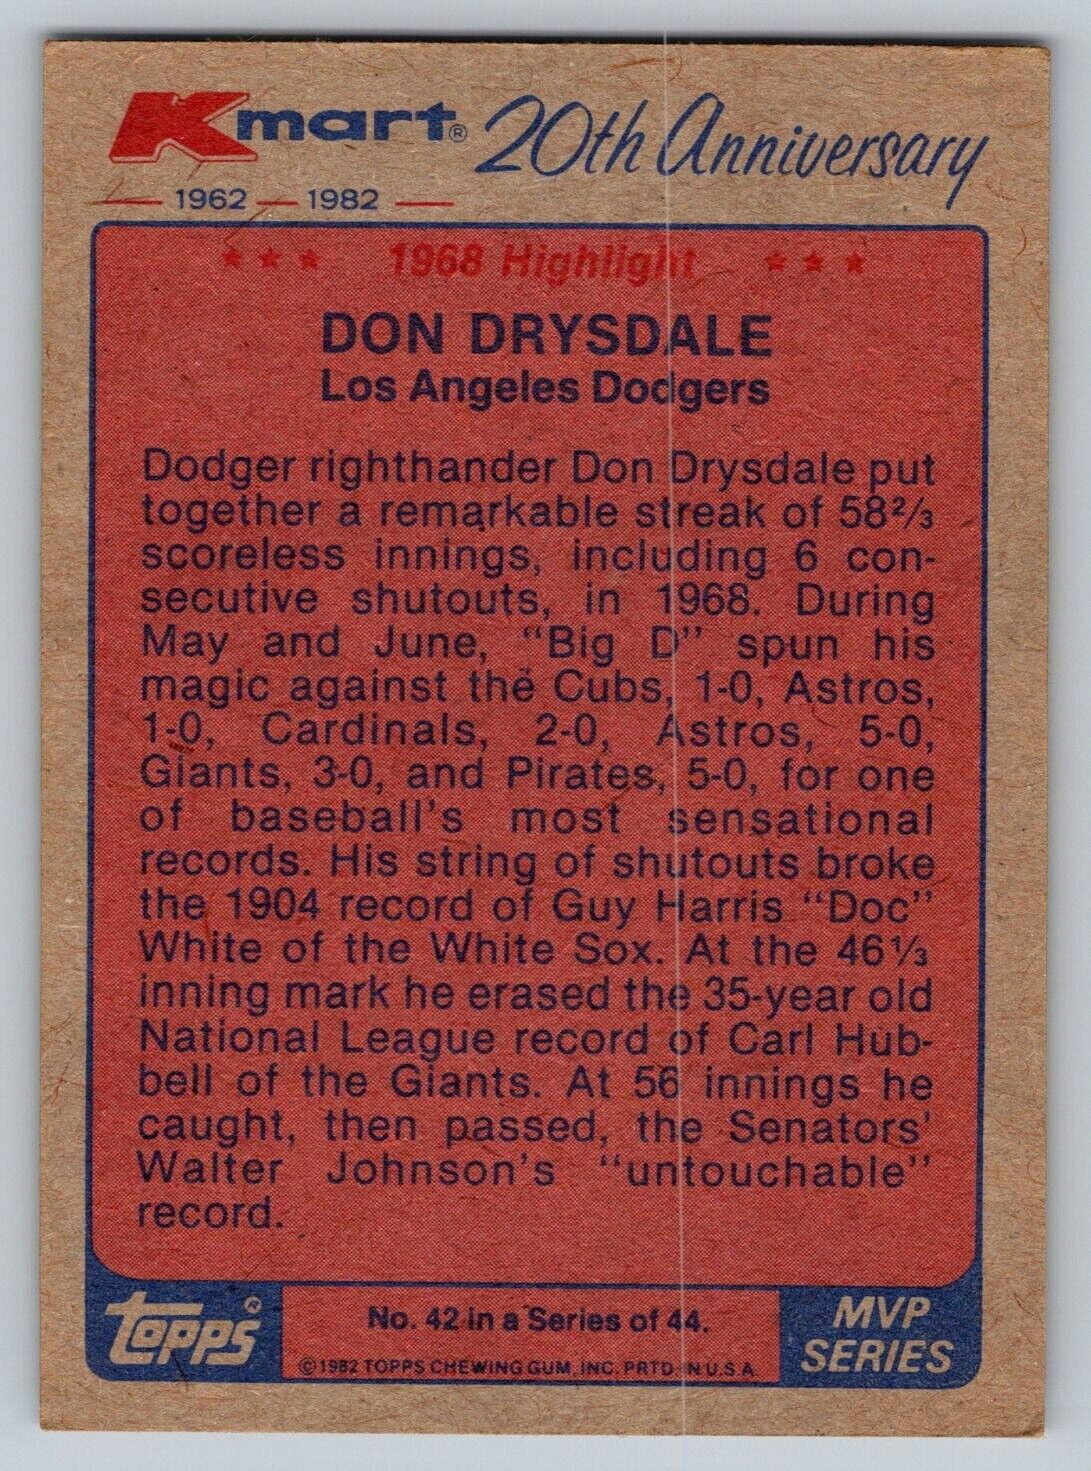 Kmart® 20th Anniversary
1962 — 1982
★ ★ ★ 1968 Highlight ★ ★ ★
DON DRYSDALE
Los Angeles Dodgers
Dodger righthander Don Drysdale put
together a remarkable streak of 58⅔
scoreless innings, including 6 con-
secutive shutouts, in 1968. During
May and June, "Big D" spun his
magic against the Cubs, 1-0, Astros,
1-0, Cardinals, 2-0, Astros, 5-0,
Giants, 3-0, and Pirates, 5-0, for one
of baseball's most sensational
records. His string of shutouts broke
the 1904 record of Guy Harris "Doc"
White of the White Sox. At the 46⅓
inning mark he erased the 35-year old
National League record of Carl Hub-
bell of the Giants. At 56 innings he
caught, then passed, the Senators'
Walter Johnson's "untouchable"
record.
topps®
No. 42 in a Series of 44.
©1982 TOPPS CHEWING GUM, INC. PRTD IN U.S.A.
MVP
SERIES